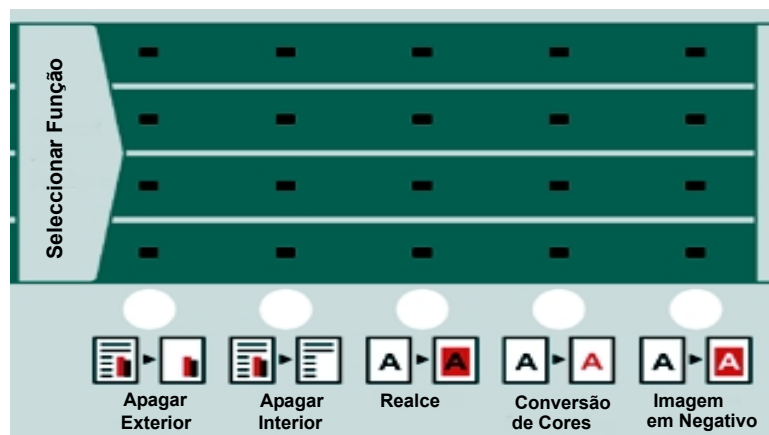 Seleccionar Função
A A A A A A
Apagar Exterior
Apagar Interior
Realce
Conversão de Cores
Imagem em Negativo